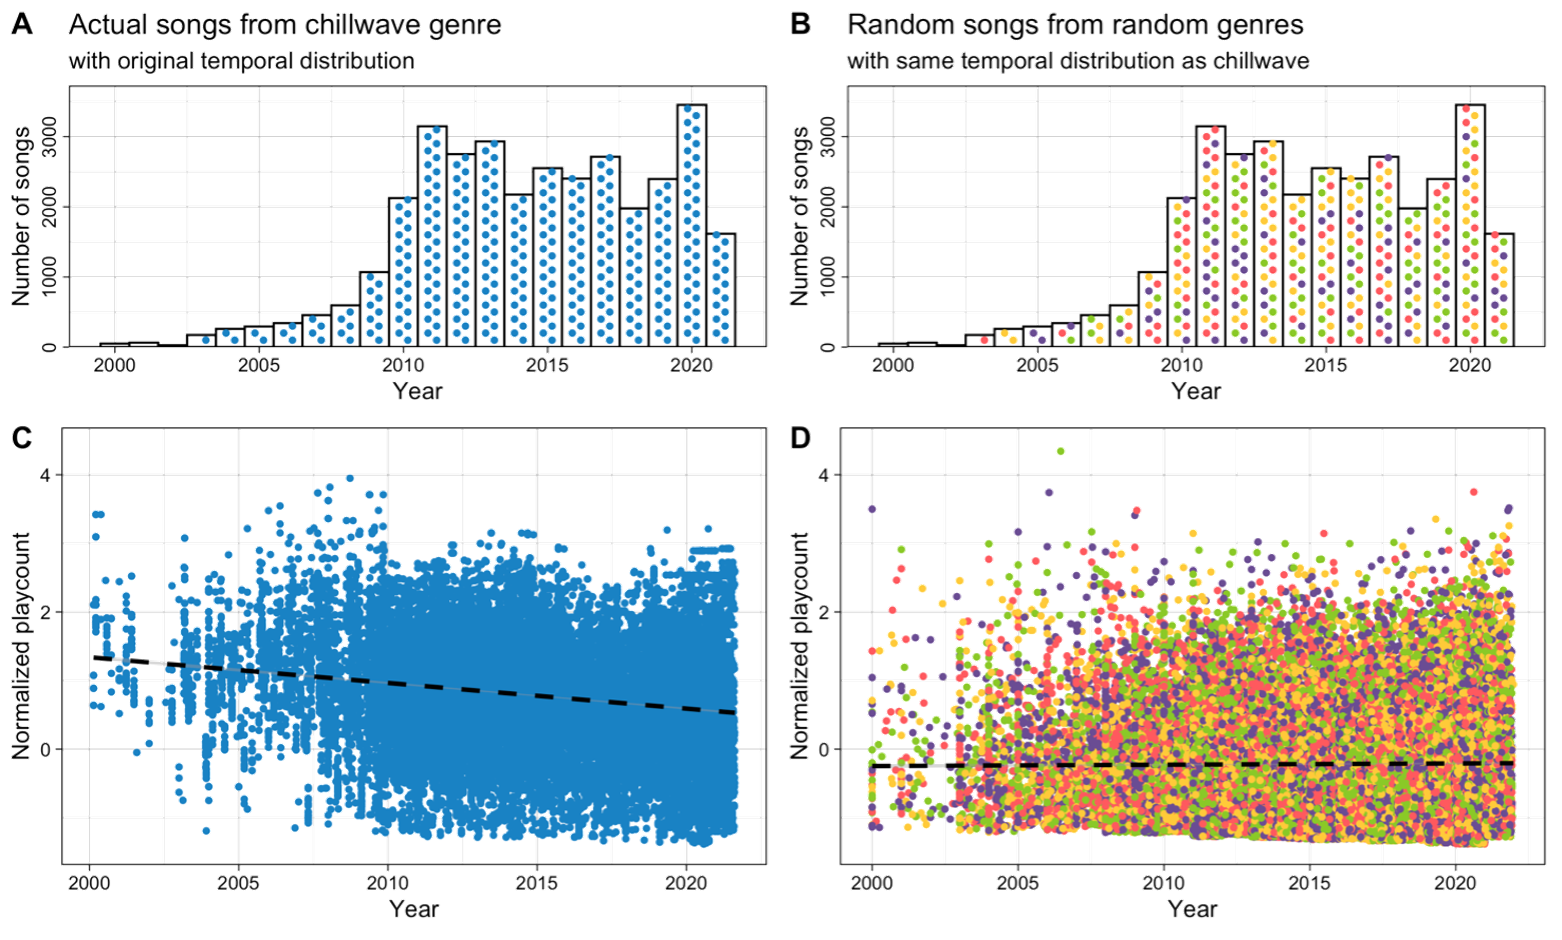 A Actual songs from chillwave genre
with original temporal distribution
Number of songs
3000
2000
1000
0
2000 2005 2010 2015 2020
Year
B Random songs from random genres
with same temporal distribution as chillwave
Number of songs
3000
2000
1000
0
2000 2005 2010 2015 2020
Year
C
Normalized playcount
4
2
0
2000 2005 2010 2015 2020
Year
D
Normalized playcount
4
2
0
2000 2005 2010 2015 2020
Year